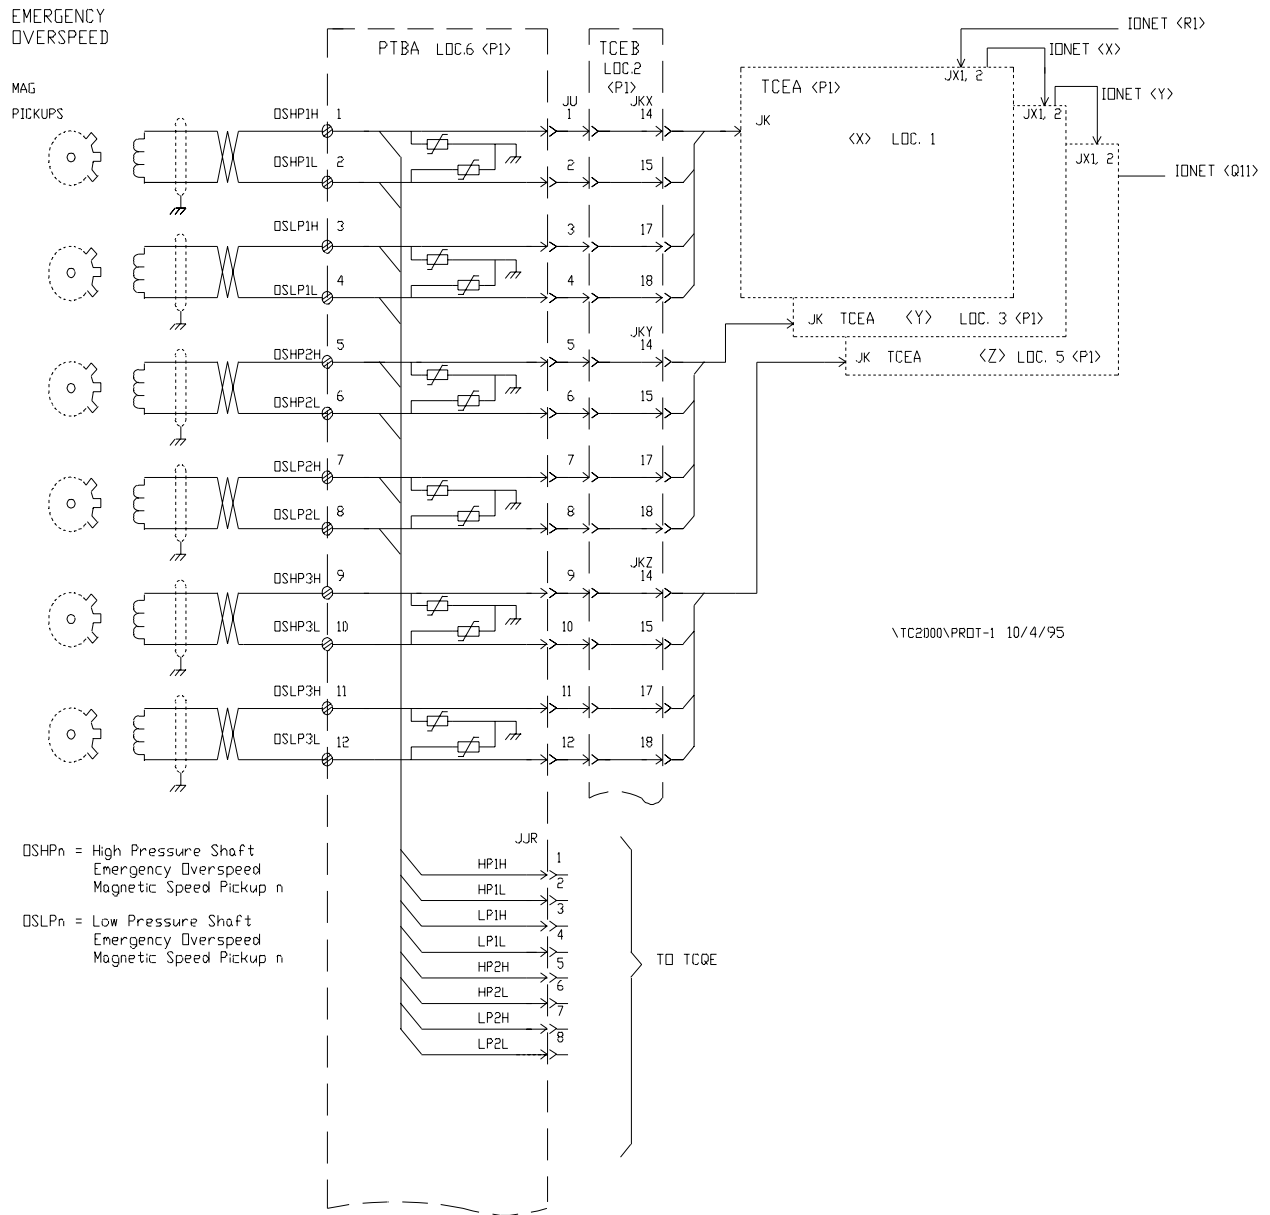 EMERGENCY
OVERSPEED
MAG
PICKUPS
PTBA LOC.6 <P1>
TCEB
LOC.2
<P1>
IONET <R1>
IONET <X>
IONET <Y>
IONET <Q11>
TCEA <P1>
JX1, 2
JX1, 2
JX1, 2
JK
<X> LOC. 1
JK TCEA <Y> LOC. 3 <P1>
JK TCEA <Z> LOC. 5 <P1>
JU
JKX
OSHP1H 1 1 14
OSHP1L 2 2 15
OSLP1H 3 3 17
OSLP1L 4 4 18
JKY
OSHP2H 5 5 14
OSHP2L 6 6 15
OSLP2H 7 7 17
OSLP2L 8 8 18
JKZ
OSHP3H 9 9 14
OSHP3L 10 10 15
OSLP3H 11 11 17
OSLP3L 12 12 18
\TC2000\PROT-1 10/4/95
OSHPn = High Pressure Shaft
Emergency Overspeed
Magnetic Speed Pickup n
OSLPn = Low Pressure Shaft
Emergency Overspeed
Magnetic Speed Pickup n
JJR
HP1H 1
HP1L 2
LP1H 3
LP1L 4
HP2H 5
HP2L 6
LP2H 7
LP2L 8
TO TCQE